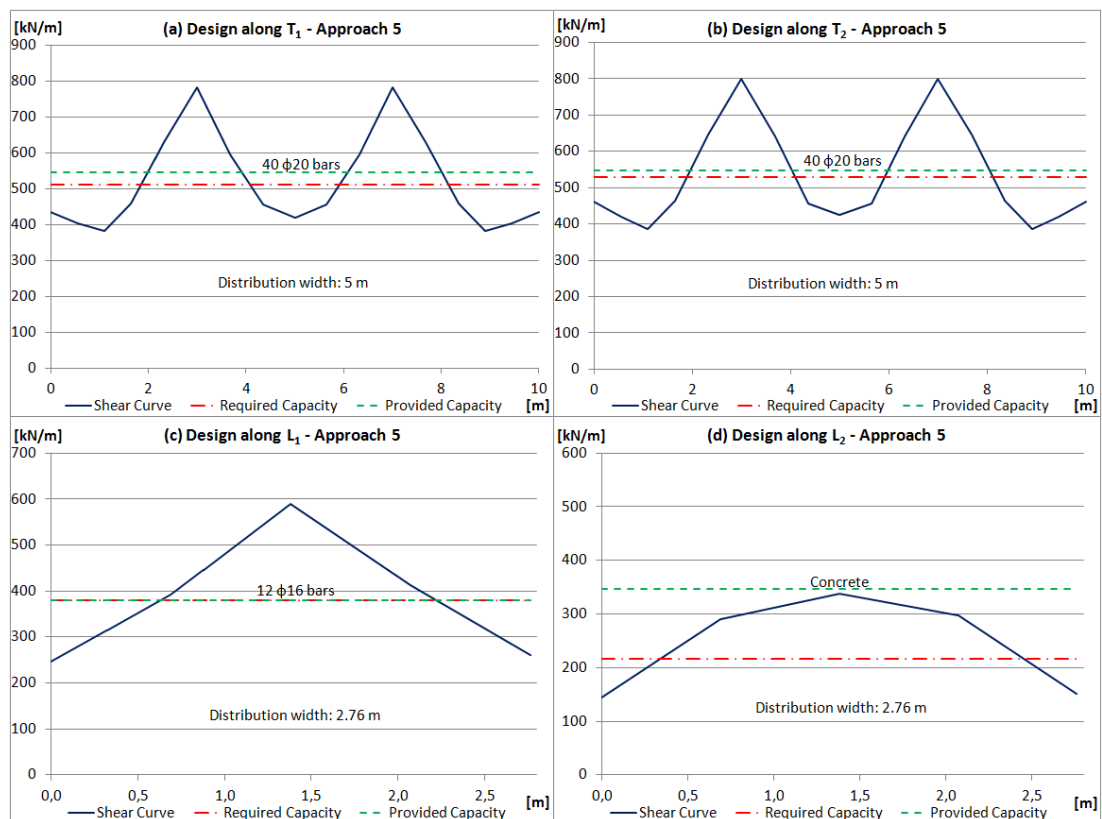 [kN/m]
(a) Design along T₁ - Approach 5
900
800
700
600
500
400
300
200
100
0
40 ϕ20 bars
Distribution width: 5 m
0 2 4 6 8 10
Shear Curve Required Capacity Provided Capacity [m]
[kN/m]
(b) Design along T₂ - Approach 5
900
800
700
600
500
400
300
200
100
0
40 ϕ20 bars
Distribution width: 5 m
0 2 4 6 8 10
Shear Curve Required Capacity Provided Capacity [m]
[kN/m]
(c) Design along L₁ - Approach 5
700
600
500
400
300
200
100
0
12 ϕ16 bars
Distribution width: 2.76 m
0,0 0,5 1,0 1,5 2,0 2,5
Shear Curve Required Capacity Provided Capacity [m]
[kN/m]
(d) Design along L₂ - Approach 5
600
500
400
300
200
100
0
Concrete
Distribution width: 2.76 m
0,0 0,5 1,0 1,5 2,0 2,5
Shear Curve Required Capacity Provided Capacity [m]